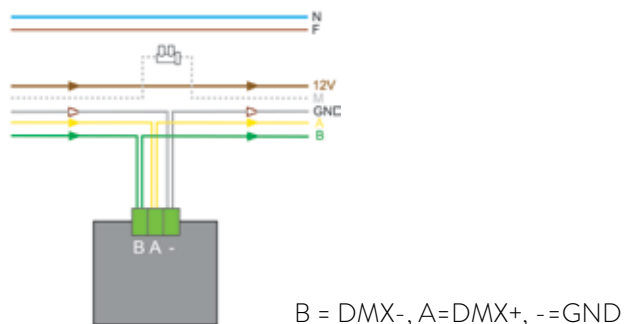 N
F
12V
M
GND
A
B
B A -
B = DMX-, A=DMX+, -=GND